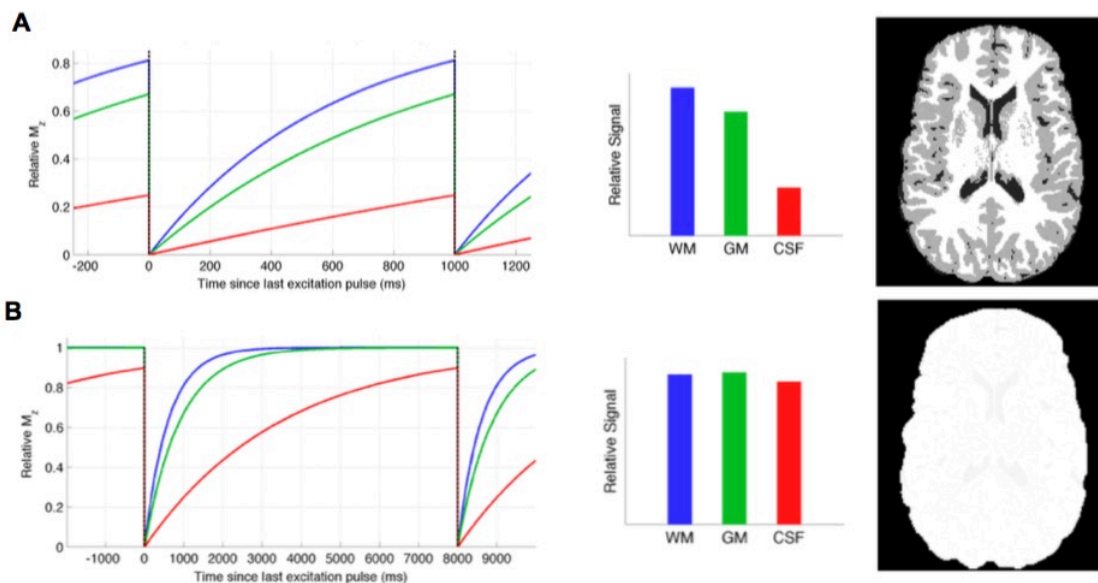 A
Relative Mz
0.8
0.6
0.4
0.2
0
-200 0 200 400 600 800 1000 1200
Time since last excitation pulse (ms)
Relative Signal
WM GM CSF
B
Relative Mz
1
0.8
0.6
0.4
0.2
0
-1000 0 1000 2000 3000 4000 5000 6000 7000 8000 9000
Time since last excitation pulse (ms)
Relative Signal
WM GM CSF